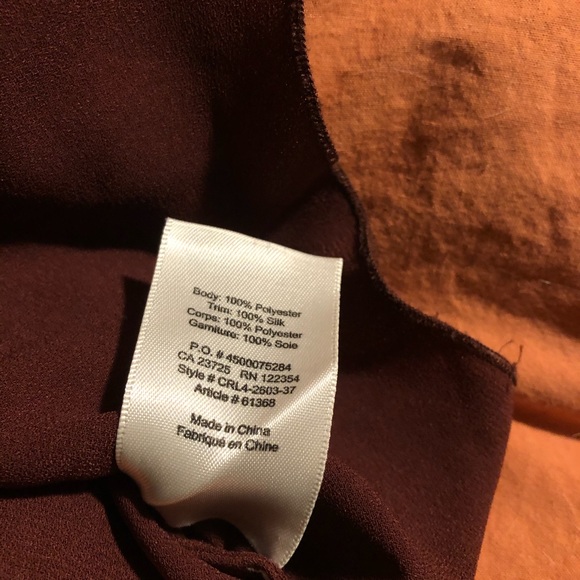 Body: 100% Polyester
Trim: 100% Silk
Corps: 100% Polyester
Garniture: 100% Soie
P.O. # 4500075284
CA 23725 RN 122354
Style # CRL4-2603-37
Article # 61368
Made in China
Fabriqué en Chine